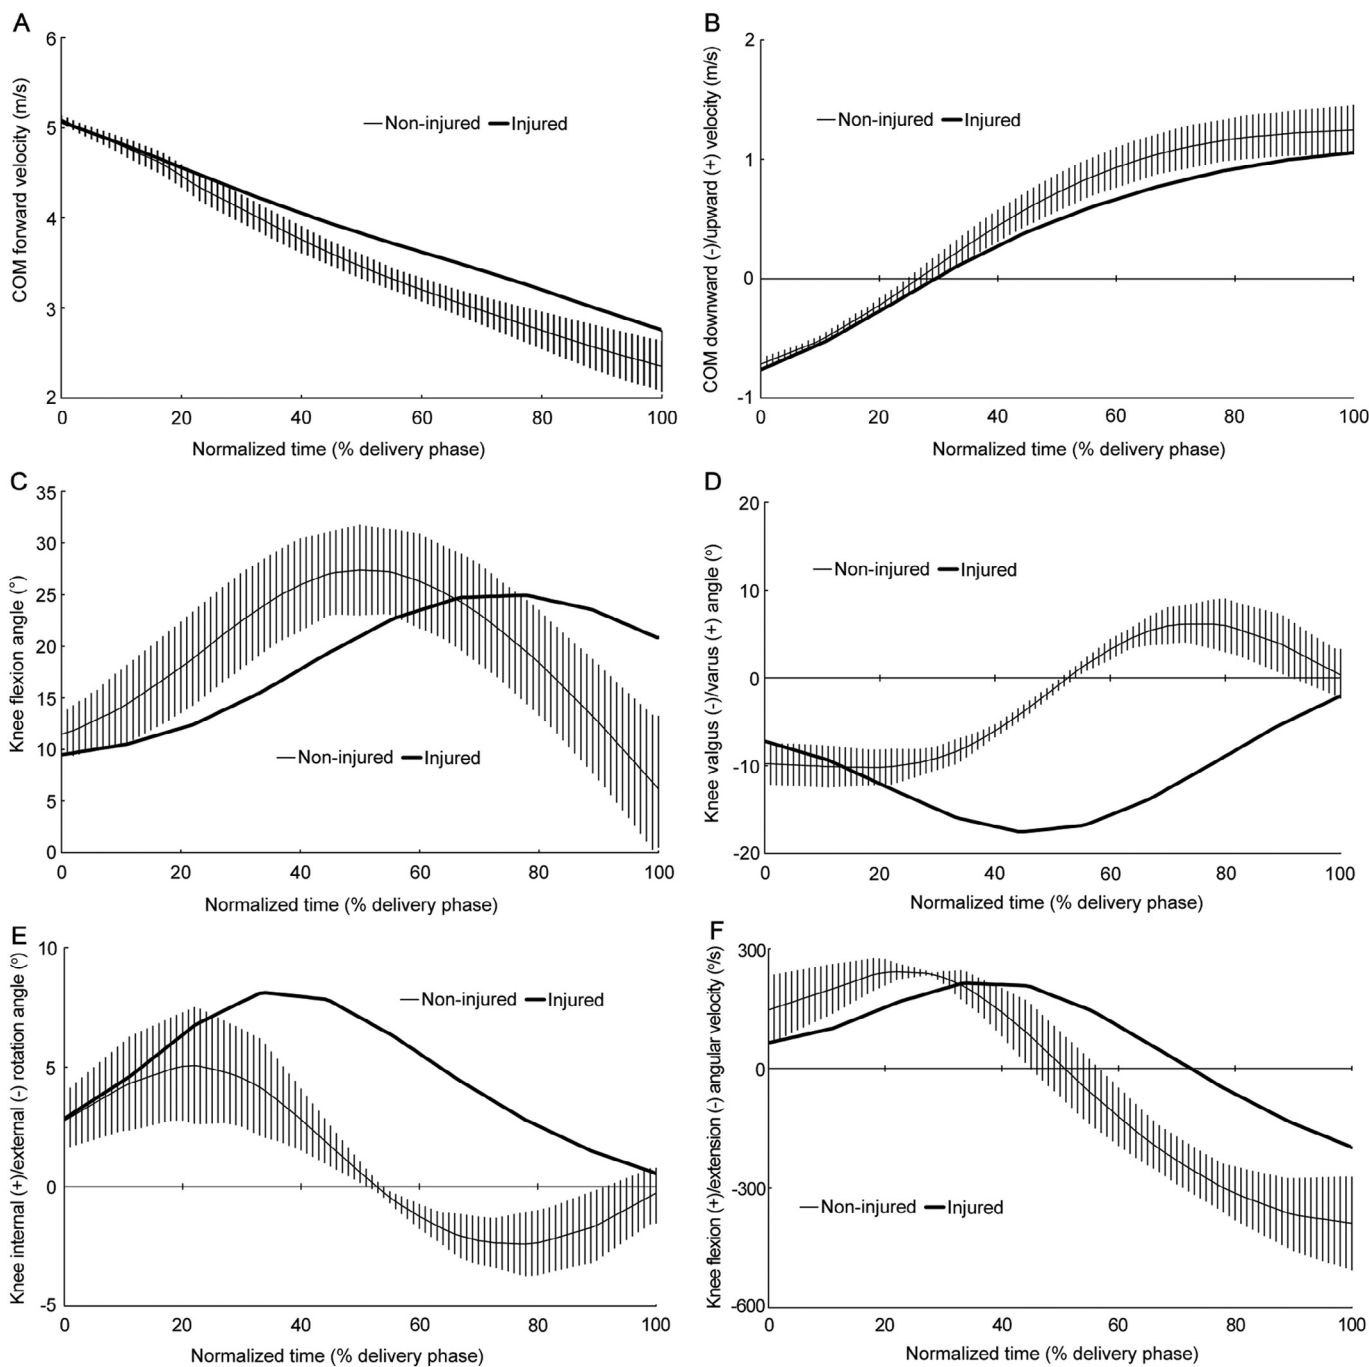 A
COM forward velocity (m/s)
6
5
4
3
2
Non-injured Injured
0 20 40 60 80 100
Normalized time (% delivery phase)
B
COM downward (-)/upward (+) velocity (m/s)
2
1
0
-1
Non-injured Injured
0 20 40 60 80 100
Normalized time (% delivery phase)
C
Knee flexion angle (°)
35
30
25
20
15
10
5
0
Non-injured Injured
0 20 40 60 80 100
Normalized time (% delivery phase)
D
Knee valgus (-)/varus (+) angle (°)
20
10
0
-10
-20
Non-injured Injured
0 20 40 60 80 100
Normalized time (% delivery phase)
E
Knee internal (+)/external (-) rotation angle (°)
10
5
0
-5
Non-injured Injured
0 20 40 60 80 100
Normalized time (% delivery phase)
F
Knee flexion (+)/extension (-) angular velocity (°/s)
300
0
-300
-600
Non-injured Injured
0 20 40 60 80 100
Normalized time (% delivery phase)